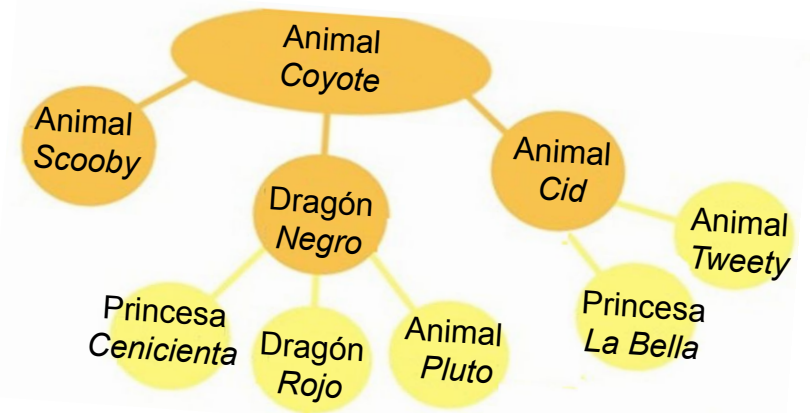 Animal
Coyote
Animal
Scooby
Dragón
Negro
Animal
Cid
Animal
Tweety
Princesa
Cenicienta
Dragón
Rojo
Animal
Pluto
Princesa
La Bella